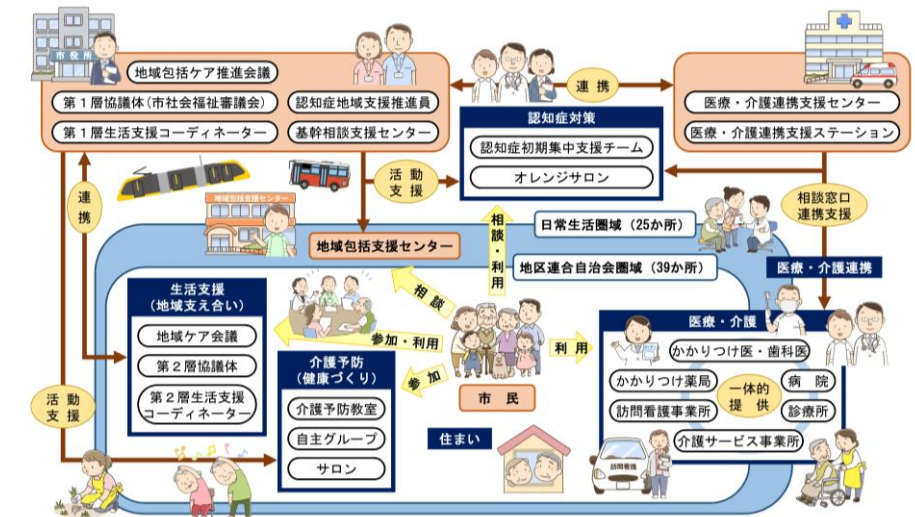 市役所
地域包括ケア推進会議
第１層協議体(市社会福祉審議会)
認知症地域支援推進員
第１層生活支援コーディネーター
基幹相談支援センター
連携
医療・介護連携支援センター
医療・介護連携支援ステーション
認知症対策
認知症初期集中支援チーム
オレンジサロン
活動
支援
連携
相談窓口
連携支援
地域包括支援センター
地域包括支援センター
相談・利用
日常生活圏域（25か所）
地区連合自治会圏域（39か所）
医療・介護連携
生活支援
（地域支え合い）
地域ケア会議
第２層協議体
第２層生活支援
コーディネーター
相談
参加・利用
参加
利用
市民
介護予防
（健康づくり）
介護予防教室
自主グループ
サロン
住まい
医療・介護
かかりつけ医・歯科医
かかりつけ薬局
病院
一体的
提供
訪問看護事業所
診療所
介護サービス事業所
訪問看護
活動
支援